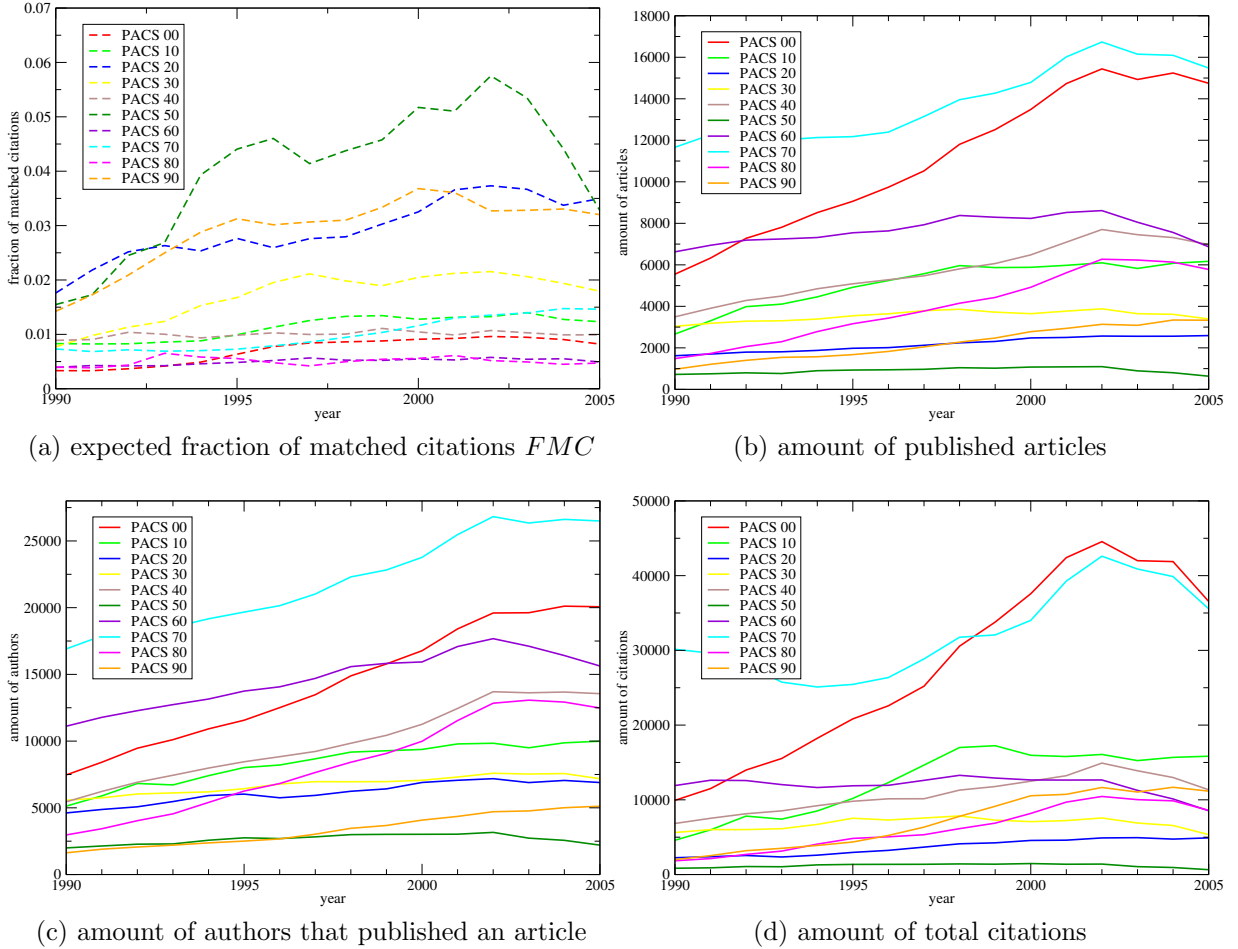 0.07
0.06
0.05
0.04
0.03
0.02
0.01
0
fraction of matched citations
PACS 00
PACS 10
PACS 20
PACS 30
PACS 40
PACS 50
PACS 60
PACS 70
PACS 80
PACS 90
1990 1995 2000 2005
year
(a) expected fraction of matched citations FMC
18000
16000
14000
12000
10000
8000
6000
4000
2000
0
amount of articles
PACS 00
PACS 10
PACS 20
PACS 30
PACS 40
PACS 50
PACS 60
PACS 70
PACS 80
PACS 90
1990 1995 2000 2005
year
(b) amount of published articles
25000
20000
15000
10000
5000
0
amount of authors
PACS 00
PACS 10
PACS 20
PACS 30
PACS 40
PACS 50
PACS 60
PACS 70
PACS 80
PACS 90
1990 1995 2000 2005
year
(c) amount of authors that published an article
50000
40000
30000
20000
10000
0
amount of citations
PACS 00
PACS 10
PACS 20
PACS 30
PACS 40
PACS 50
PACS 60
PACS 70
PACS 80
PACS 90
1990 1995 2000 2005
year
(d) amount of total citations